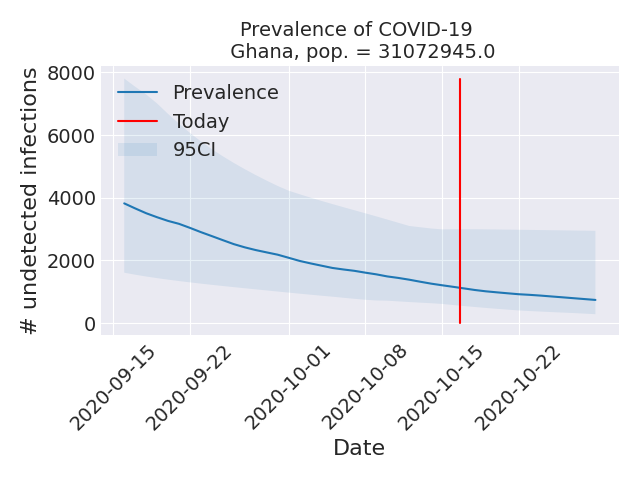 Prevalence of COVID-19
Ghana, pop. = 31072945.0
# undetected infections
8000
6000
4000
2000
0
Prevalence
Today
95CI
2020-09-15
2020-09-22
2020-10-01
2020-10-08
2020-10-15
2020-10-22
Date